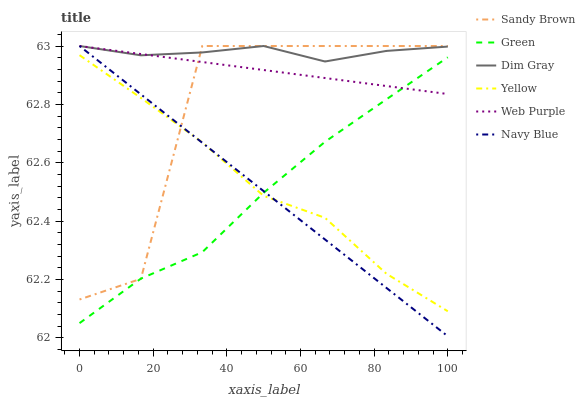 title
Sandy Brown
Green
Dim Gray
Yellow
Web Purple
Navy Blue
yaxis_label
63
62.8
62.6
62.4
62.2
62
0
20
40
60
80
100
xaxis_label